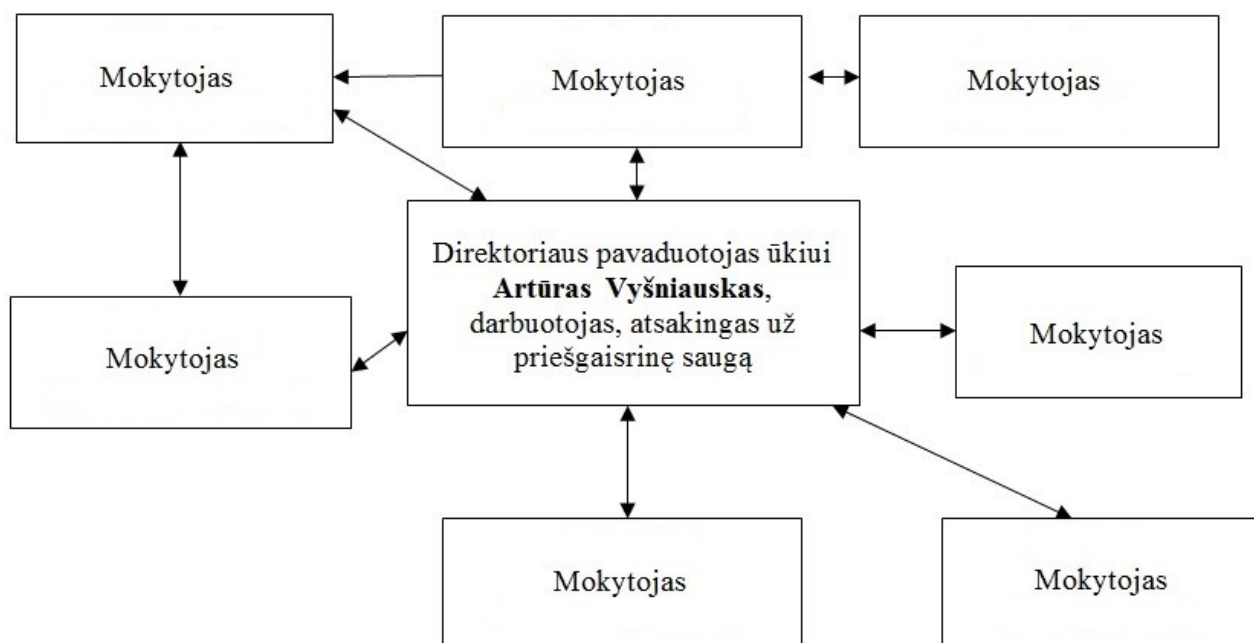 Mokytojas
Mokytojas
Mokytojas
Direktoriaus pavaduotojas ūkiui
Artūras Vyšniauskas,
darbuotojas, atsakingas už
priešgaisrinę saugą
Mokytojas
Mokytojas
Mokytojas
Mokytojas